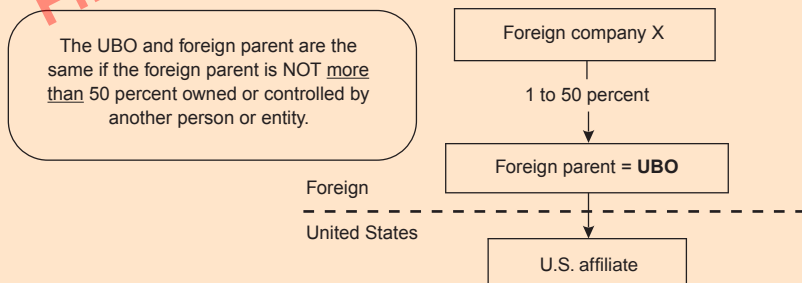 The UBO and foreign parent are the
same if the foreign parent is NOT more
than 50 percent owned or controlled by
another person or entity.
Foreign company X
1 to 50 percent
Foreign parent = UBO
Foreign
United States
U.S. affiliate